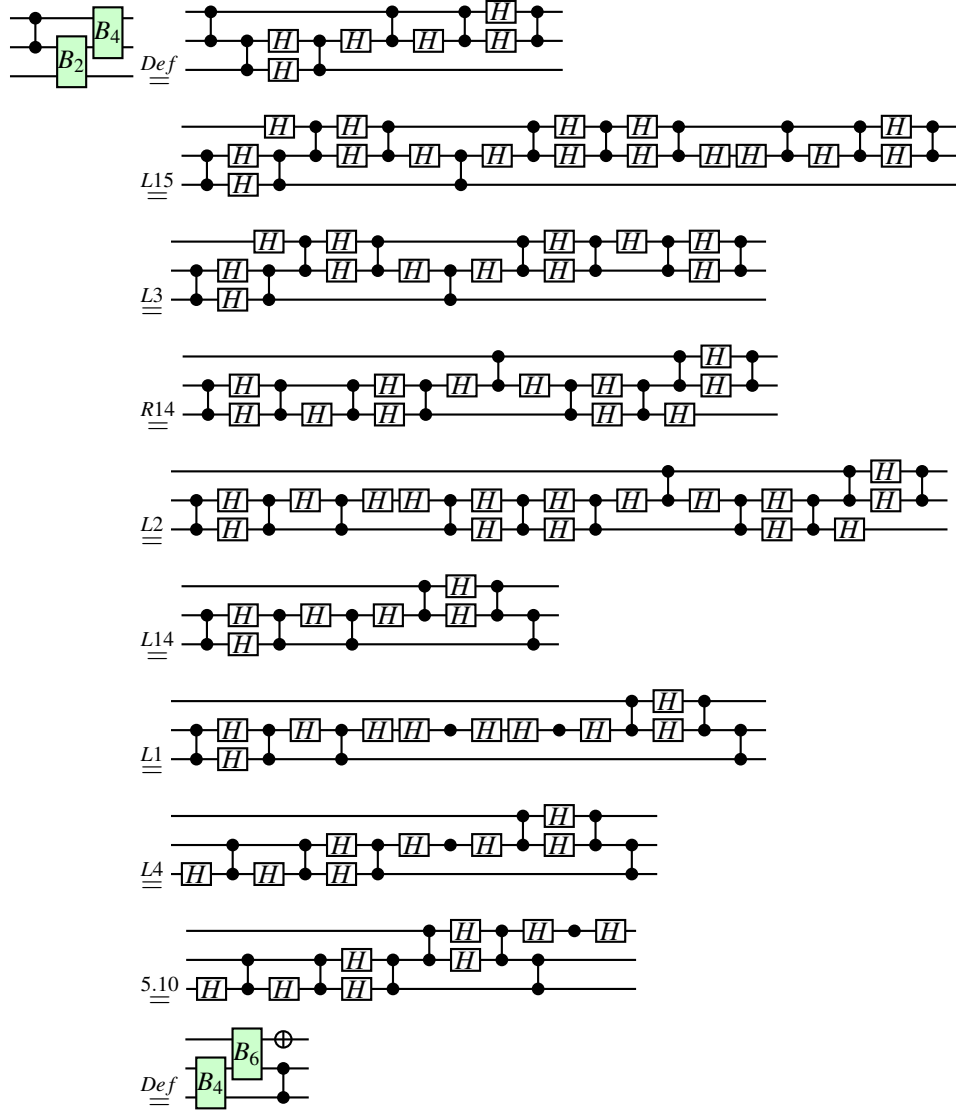 B₄ H
B₂ H H H H
Def
= H
H H H H H
H H H H H H H H H H
L15
= H
H H H H H
H H H H H H
L3
= H
H
H H H H H H
R14
= H H H H H
H
H H H H H H H H H H
L2
= H H H H H
H
H H H H
L14
= H
H
H H H H H H H H
L1
= H
H
H H H H
L4
= H H H
H H H
H H
5.10
= H H H
B₆
B₄
Def
=